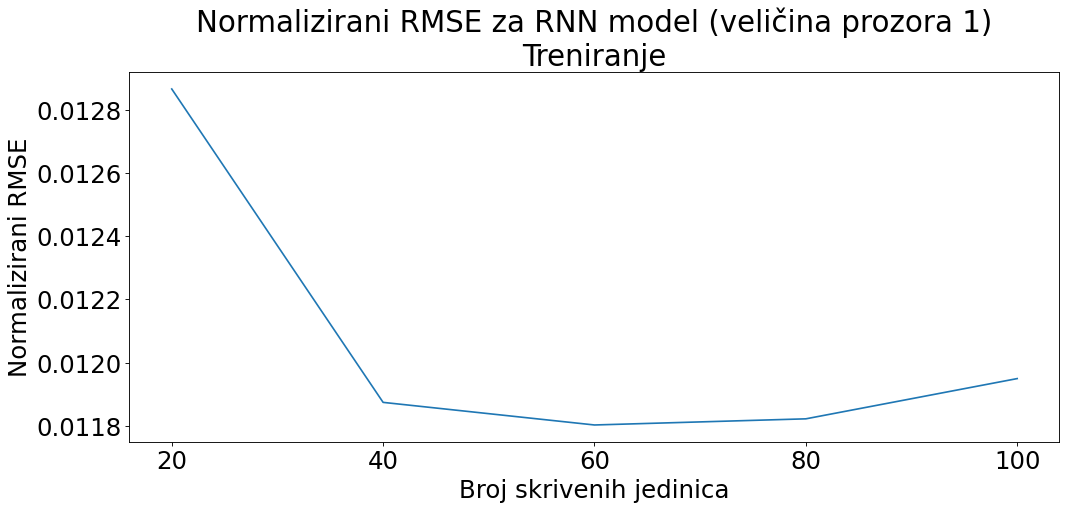 Normalizirani RMSE za RNN model (veličina prozora 1)
Treniranje
Normalizirani RMSE
0.0128
0.0126
0.0124
0.0122
0.0120
0.0118
20 40 60 80 100
Broj skrivenih jedinica